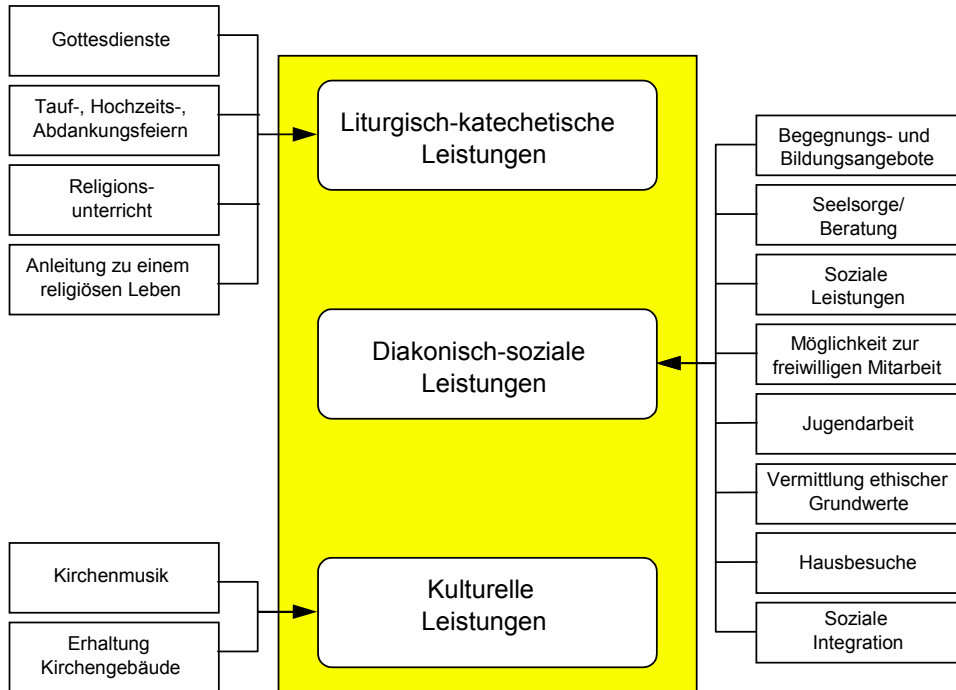 Gottesdienste
Tauf-, Hochzeits-,
Abdankungsfeiern
Religions-
unterricht
Anleitung zu einem
religiösen Leben
Liturgisch-katechetische
Leistungen
Diakonisch-soziale
Leistungen
Begegnungs- und
Bildungsangebote
Seelsorge/
Beratung
Soziale
Leistungen
Möglichkeit zur
freiwilligen Mitarbeit
Jugendarbeit
Vermittlung ethischer
Grundwerte
Hausbesuche
Soziale
Integration
Kirchenmusik
Erhaltung
Kirchengebäude
Kulturelle
Leistungen